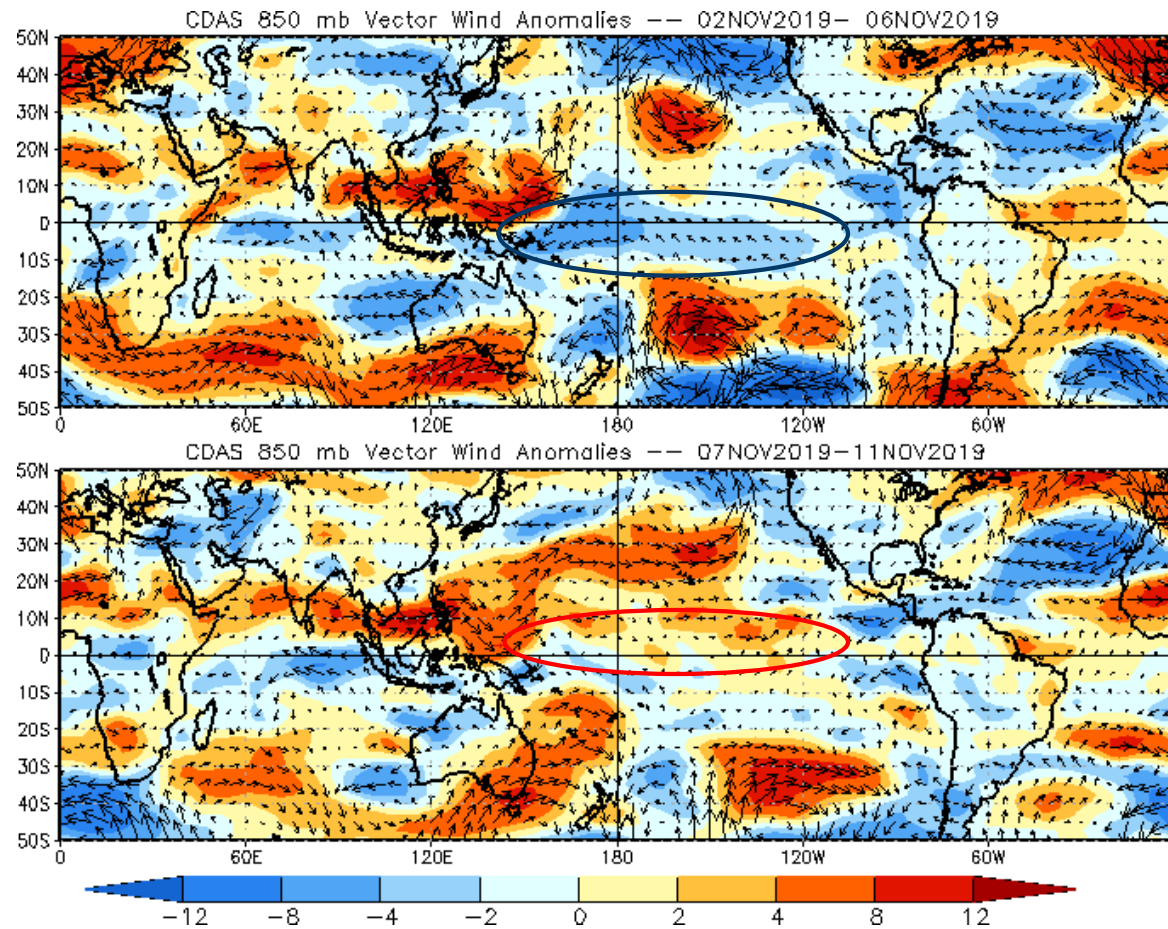 CDAS 850 mb Vector Wind Anomalies -- 02NOV2019- 06NOV2019
50N
40N
30N
20N
10N
0
10S
20S
30S
40S
50S
0 60E 120E 180 120W 60W
CDAS 850 mb Vector Wind Anomalies -- 07NOV2019-11NOV2019
50N
40N
30N
20N
10N
0
10S
20S
30S
40S
50S
0 60E 120E 180 120W 60W
-12 -8 -4 -2 0 2 4 8 12